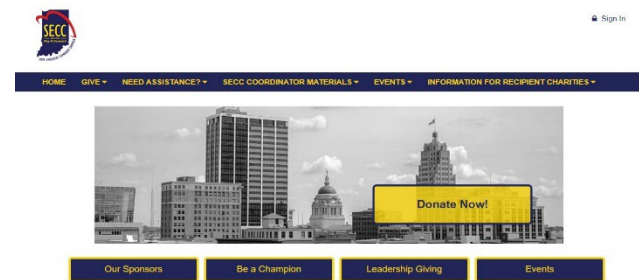 SECC
Sign In
HOME GIVE NEED ASSISTANCE? SECC COORDINATOR MATERIALS EVENTS INFORMATION FOR RECIPIENT CHARITIES
Donate Now!
Our Sponsors Be a Champion Leadership Giving Events